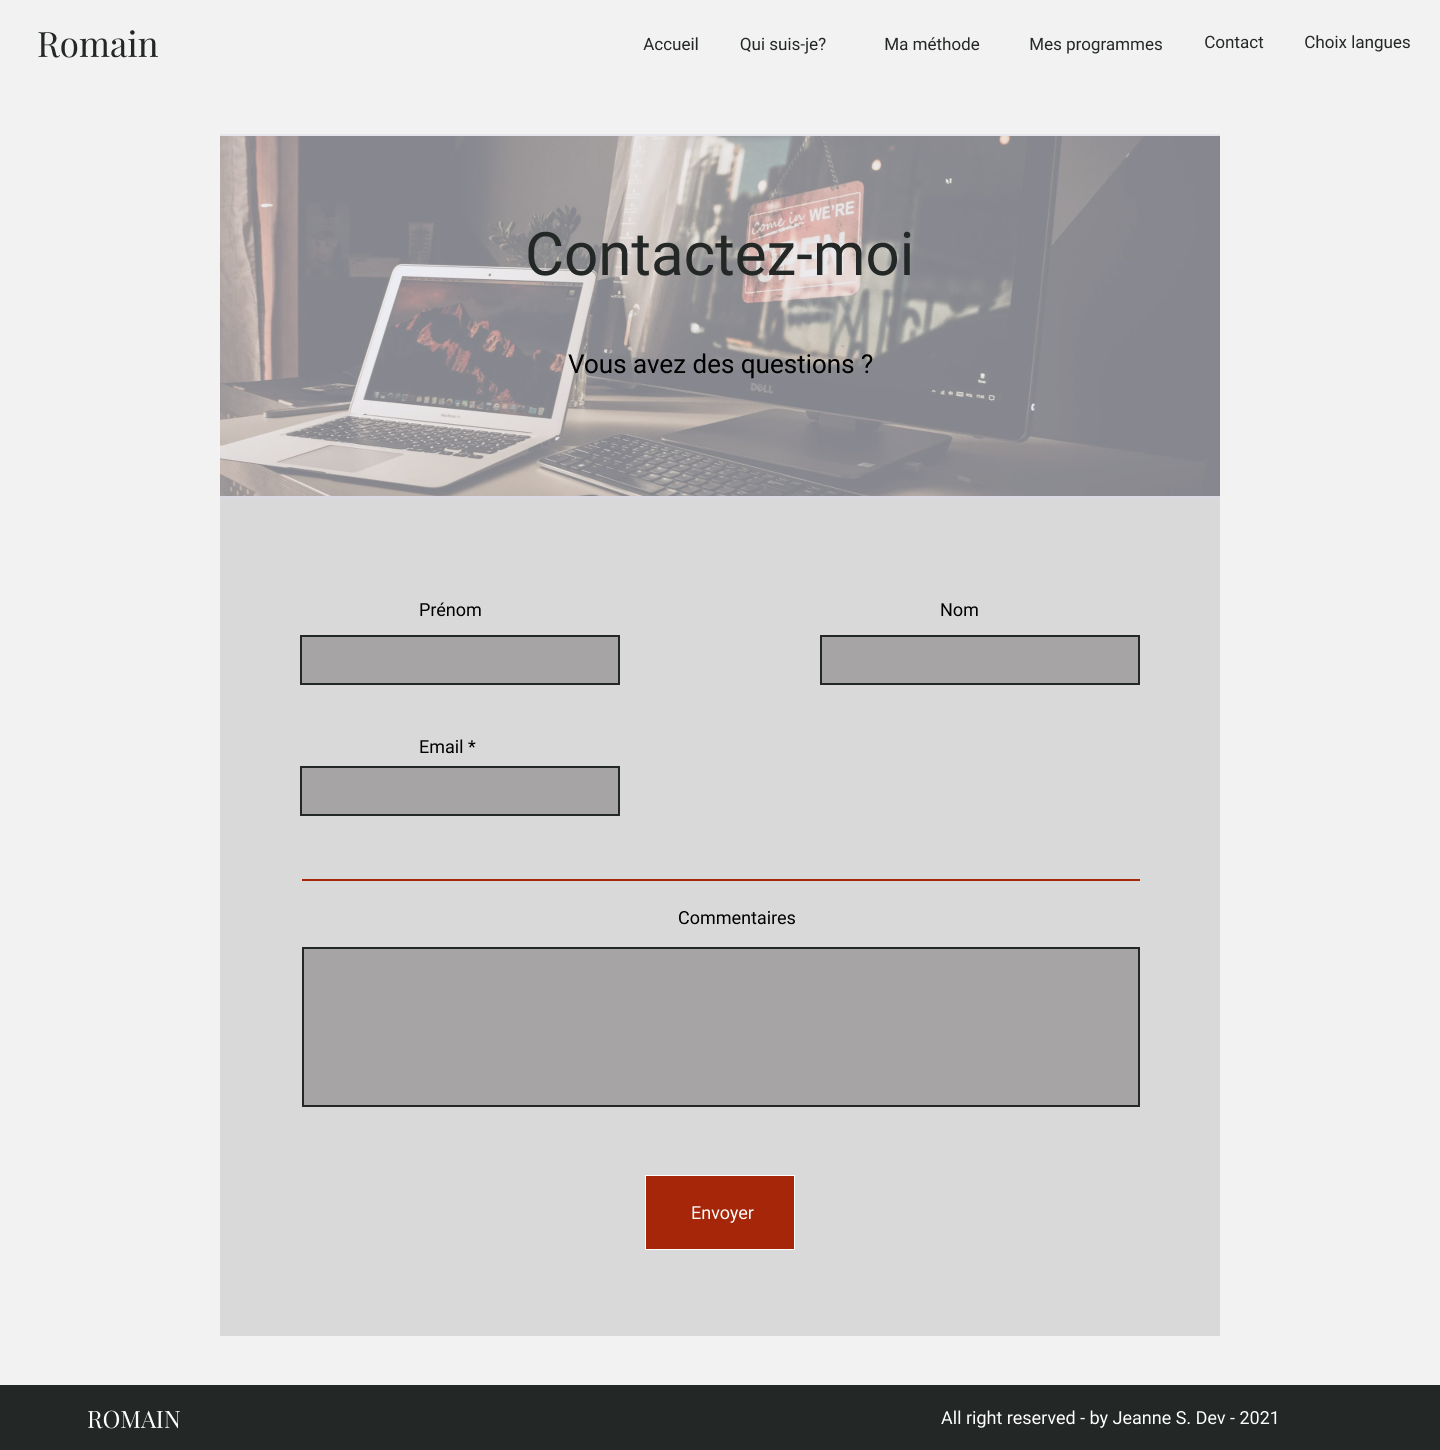 Romain
Accueil Qui suis-je? Ma méthode Mes programmes Contact Choix langues
Come in WE'RE
OPEN
Contactez-moi
Vous avez des questions ?
DELL
Prénom Nom
Email *
Commentaires
Envoyer
ROMAIN All right reserved - by Jeanne S. Dev - 2021